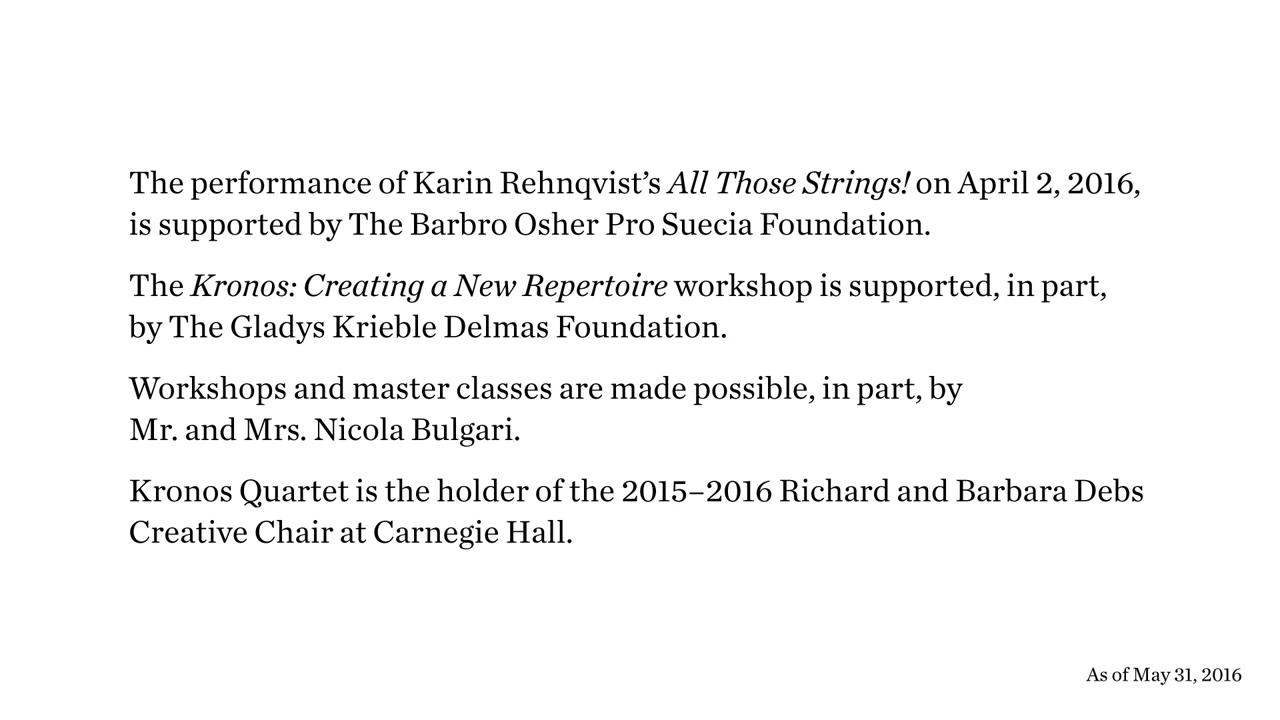 The performance of Karin Rehnqvist’s All Those Strings! on April 2, 2016,
is supported by The Barbro Osher Pro Suecia Foundation.
The Kronos: Creating a New Repertoire workshop is supported, in part,
by The Gladys Krieble Delmas Foundation.
Workshops and master classes are made possible, in part, by
Mr. and Mrs. Nicola Bulgari.
Kronos Quartet is the holder of the 2015–2016 Richard and Barbara Debs
Creative Chair at Carnegie Hall.
As of May 31, 2016